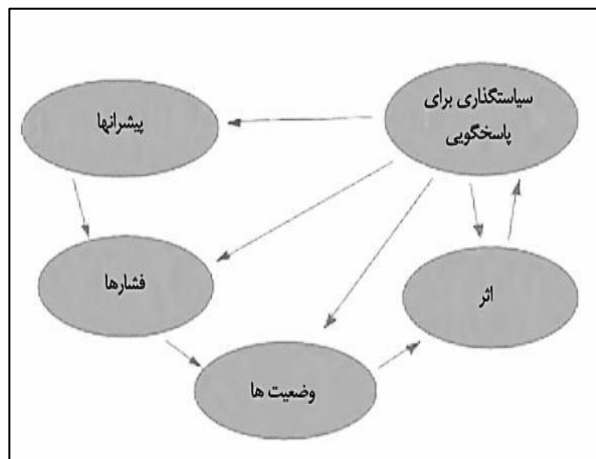 سیاستگذاری برای
پاسخگویی
پیشرانها
فشارها
اثر
وضعیت ها